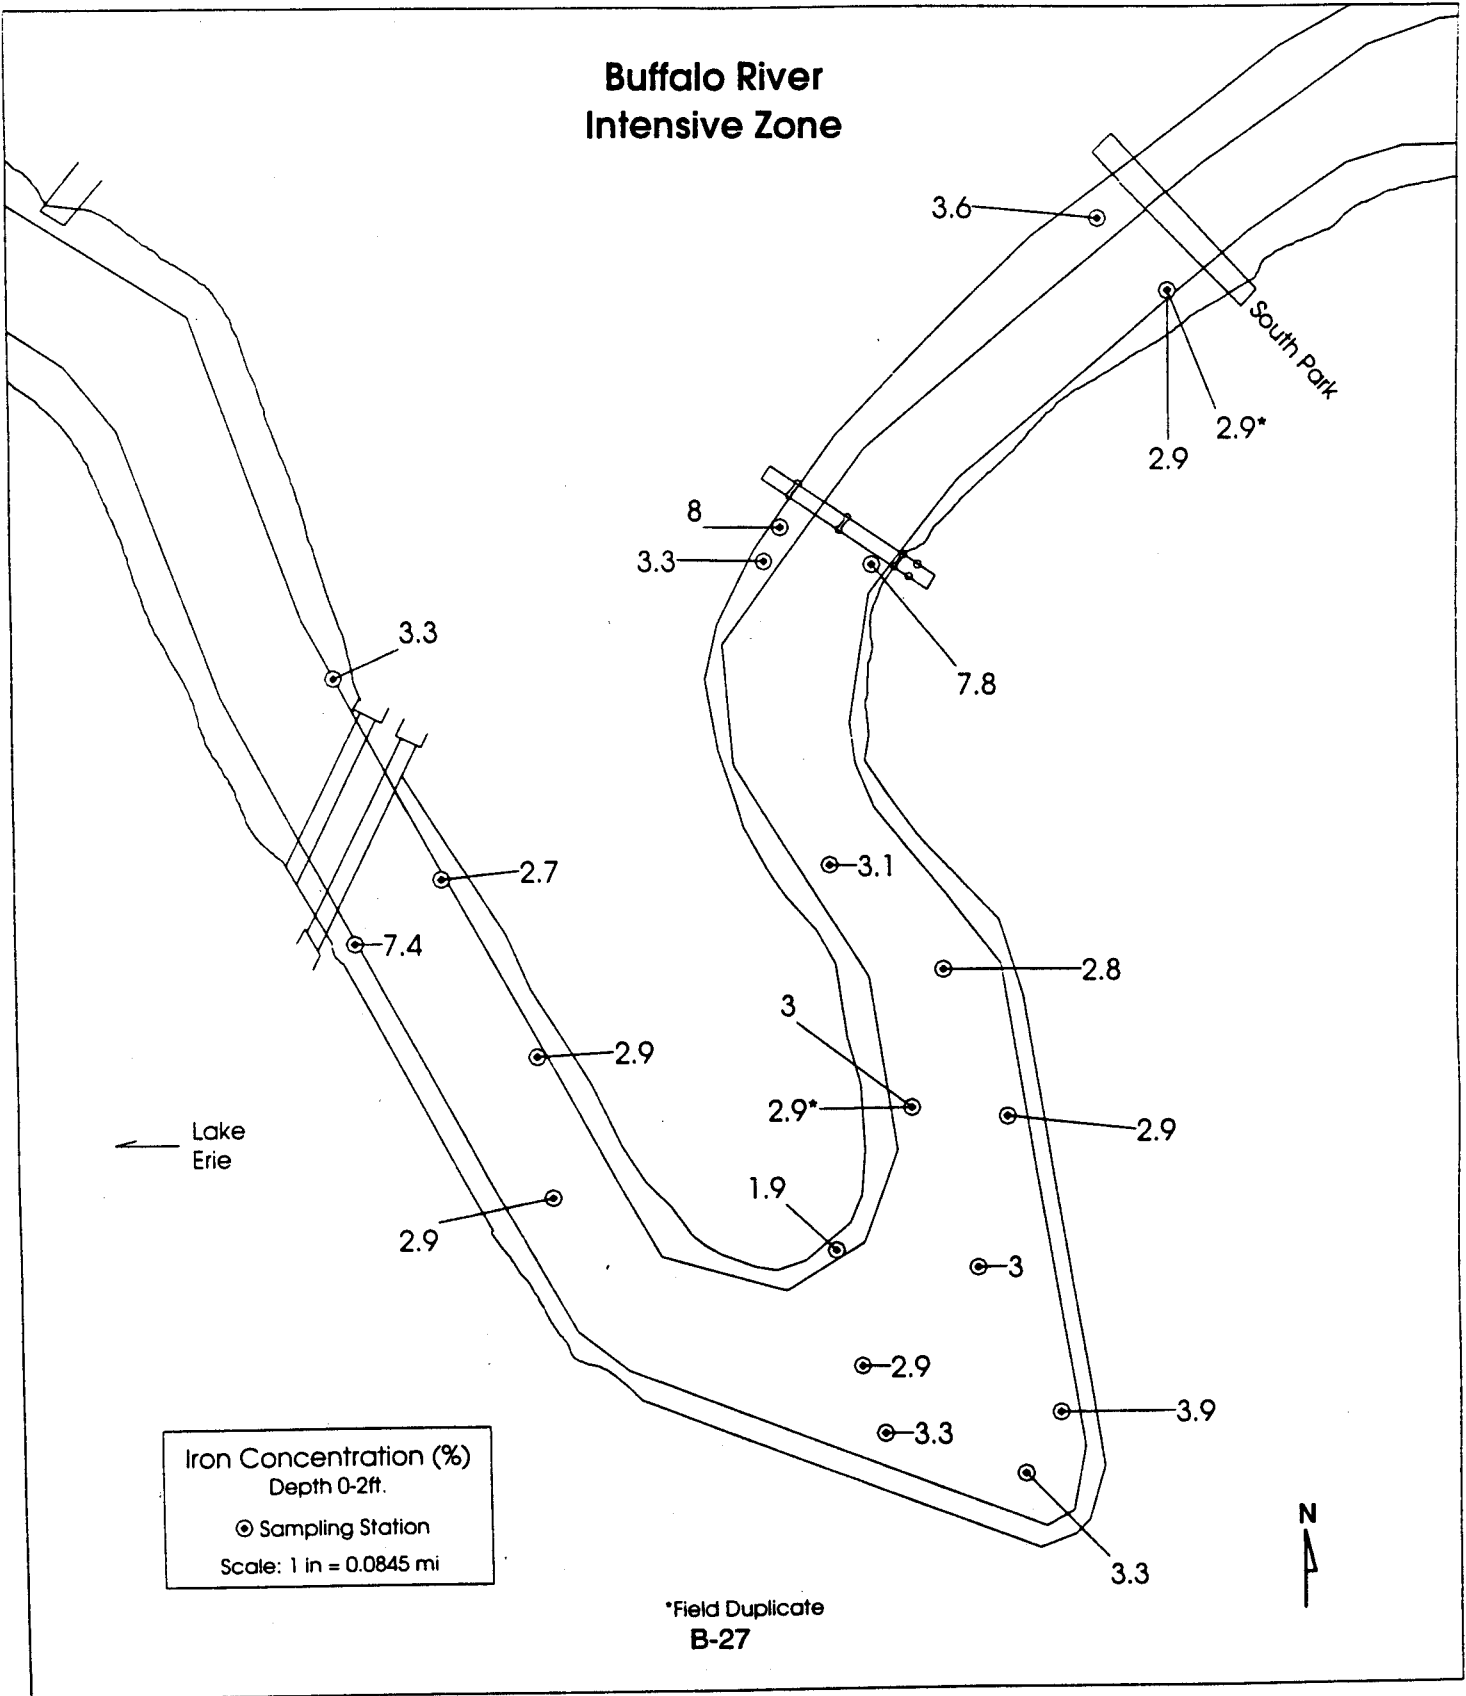 Buffalo River
Intensive Zone
3.6
South Park
2.9*
2.9
8
3.3
3.3
7.8
2.7
3.1
7.4
2.8
3
2.9
2.9*
2.9
Lake
Erie
1.9
2.9
3
2.9
3.9
3.3
Iron Concentration (%)
Depth 0-2ft.
Sampling Station
Scale: 1 in = 0.0845 mi
N
3.3
*Field Duplicate
B-27